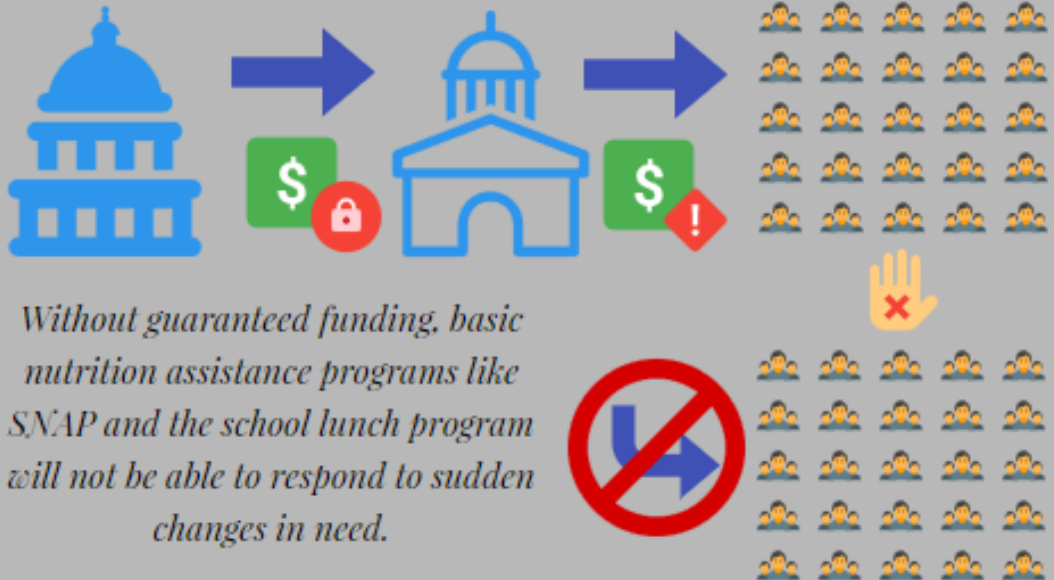 $
$
!
Without guaranteed funding, basic
nutrition assistance programs like
SNAP and the school lunch program
will not be able to respond to sudden
changes in need.